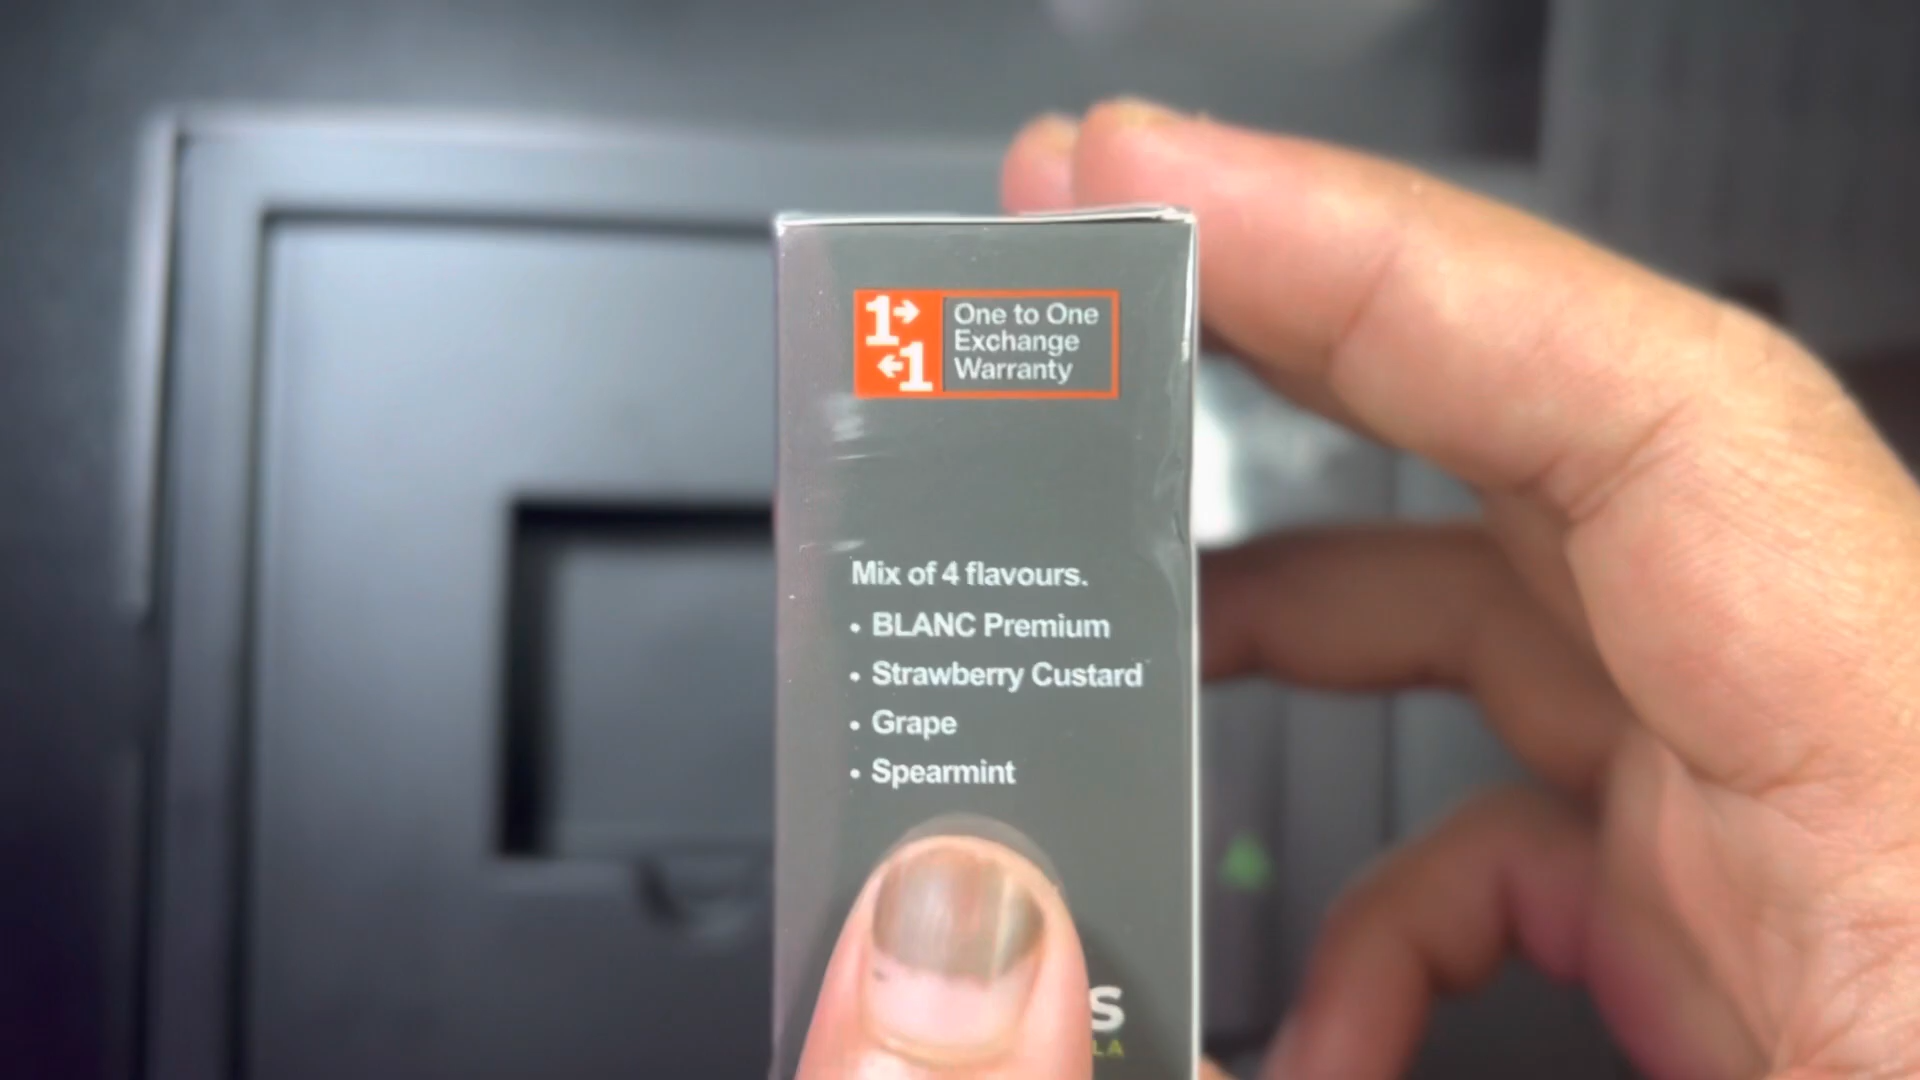 1
1
One to One
Exchange
Warranty
Mix of 4 flavours.
• BLANC Premium
• Strawberry Custard
• Grape
• Spearmint